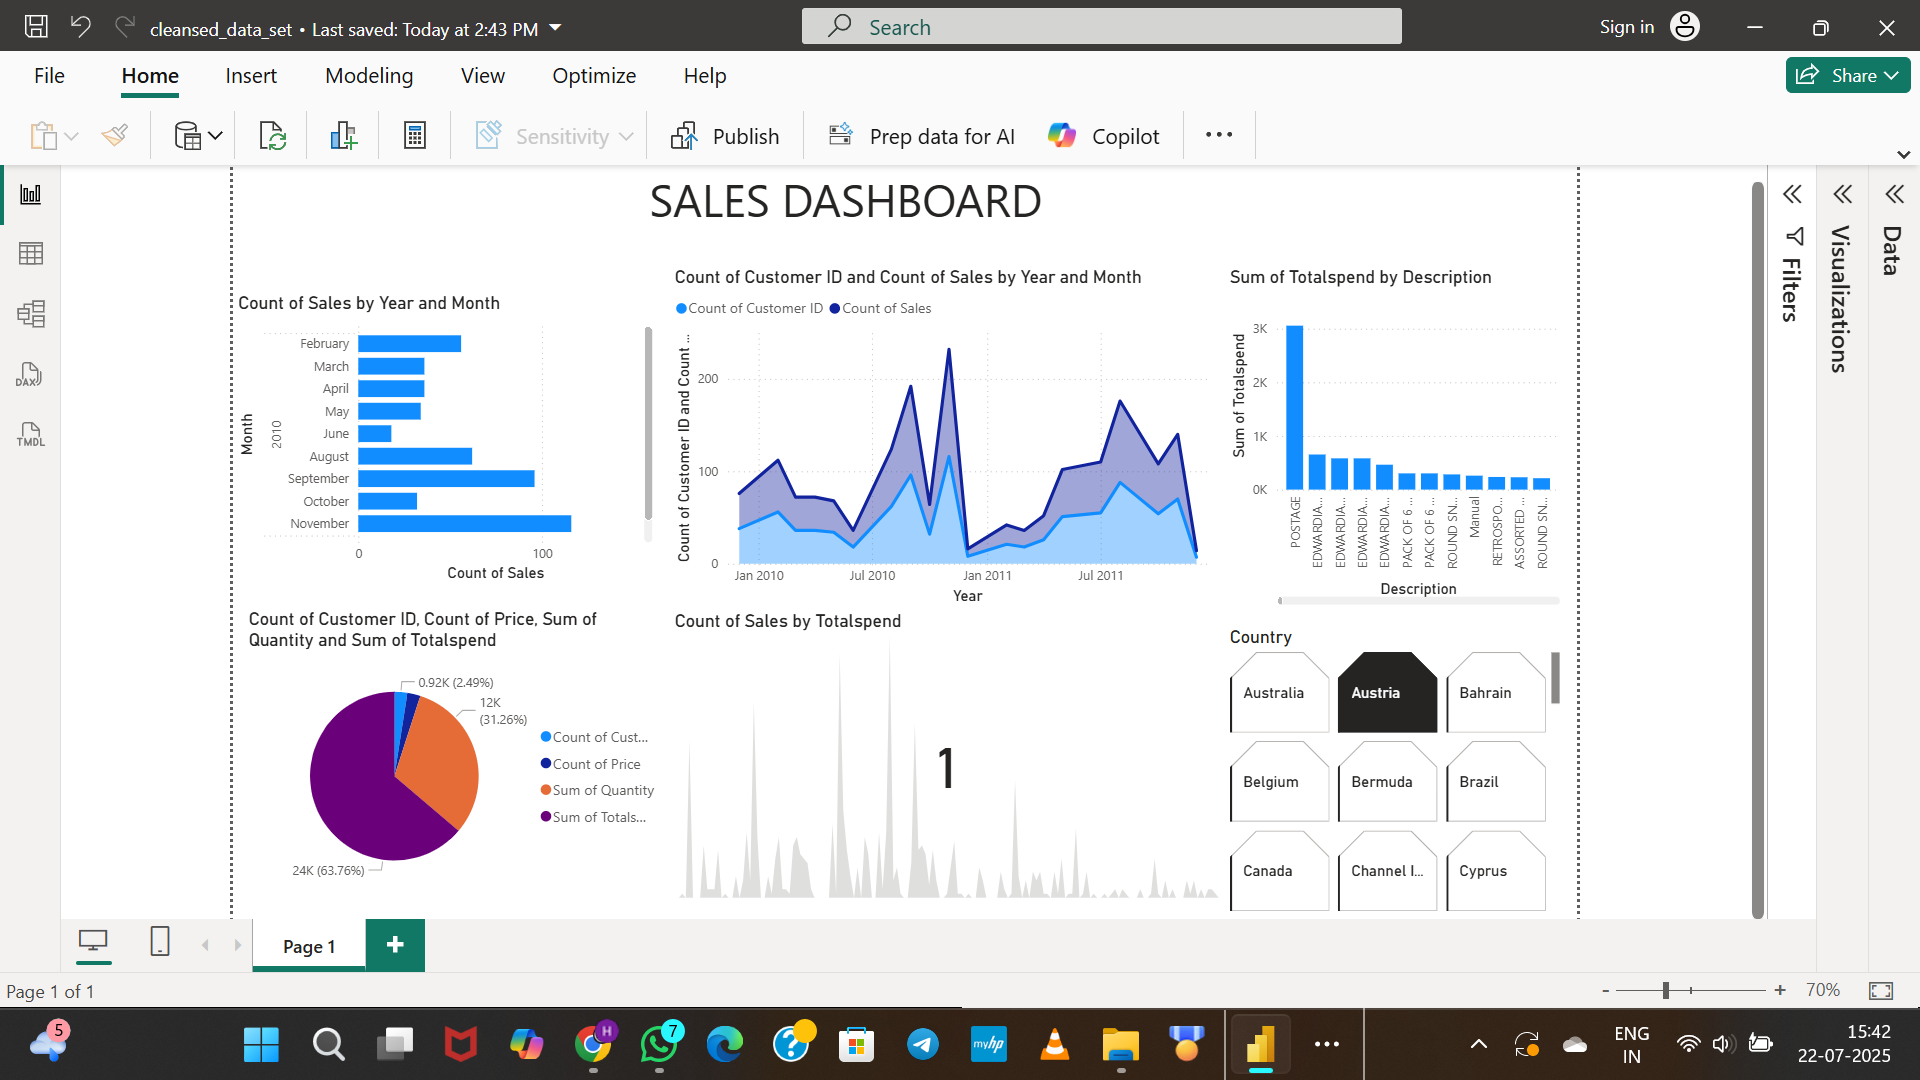 cleansed_data_set • Last saved: Today at 2:43 PM
Search
Sign in
File
Home
Insert
Modeling
View
Optimize
Help
Share
Sensitivity
Publish
Prep data for AI
Copilot
DAX
TMDL
Filters
Visualizations
Data
SALES DASHBOARD
Count of Sales by Year and Month
Month
2010
February
March
April
May
June
August
September
October
November
0
100
Count of Sales
Count of Customer ID and Count of Sales by Year and Month
Count of Customer ID
Count of Sales
Count of Customer ID and Count ...
200
100
0
Jan 2010
Jul 2010
Jan 2011
Jul 2011
Year
Sum of Totalspend by Description
Sum of Totalspend
3K
2K
1K
0K
POSTAGE
EDWARDIA...
EDWARDIA...
EDWARDIA...
EDWARDIA...
PACK OF 6 ...
PACK OF 6 ...
ROUND SN...
Manual
RETROSPO...
ASSORTED ...
ROUND SN...
Description
Count of Customer ID, Count of Price, Sum of
Quantity and Sum of Totalspend
0.92K (2.49%)
12K
(31.26%)
24K (63.76%)
Count of Cust...
Count of Price
Sum of Quantity
Sum of Totals...
Count of Sales by Totalspend
1
Country
Australia
Austria
Bahrain
Belgium
Bermuda
Brazil
Canada
Channel I...
Cyprus
Page 1
Page 1 of 1
- + 70%
5
H
7
myhp
ENG
IN
15:42
22-07-2025